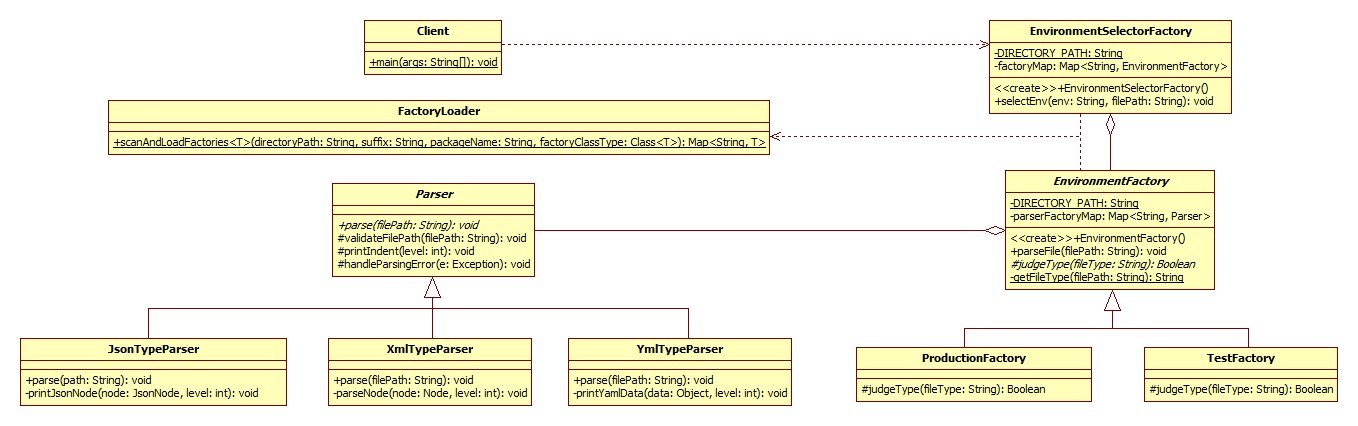 Client
+main(args: String[]): void
EnvironmentSelectorFactory
-DIRECTORY_PATH: String
-factoryMap: Map<String, EnvironmentFactory>
<<create>>+EnvironmentSelectorFactory()
+selectEnv(env: String, filePath: String): void
FactoryLoader
+scanAndLoadFactories<T>(directoryPath: String, suffix: String, packageName: String, factoryClassType: Class<T>): Map<String, T>
Parser
+parse(filePath: String): void
#validateFilePath(filePath: String): void
#printIndent(level: int): void
#handleParsingError(e: Exception): void
EnvironmentFactory
-DIRECTORY_PATH: String
-parserFactoryMap: Map<String, Parser>
<<create>>+EnvironmentFactory()
+parseFile(filePath: String): void
#judgeType(fileType: String): Boolean
-getFileType(filePath: String): String
JsonTypeParser
+parse(path: String): void
-printJsonNode(node: JsonNode, level: int): void
XmlTypeParser
+parse(filePath: String): void
-parseNode(node: Node, level: int): void
YmlTypeParser
+parse(filePath: String): void
-printYamlData(data: Object, level: int): void
ProductionFactory
#judgeType(fileType: String): Boolean
TestFactory
#judgeType(fileType: String): Boolean